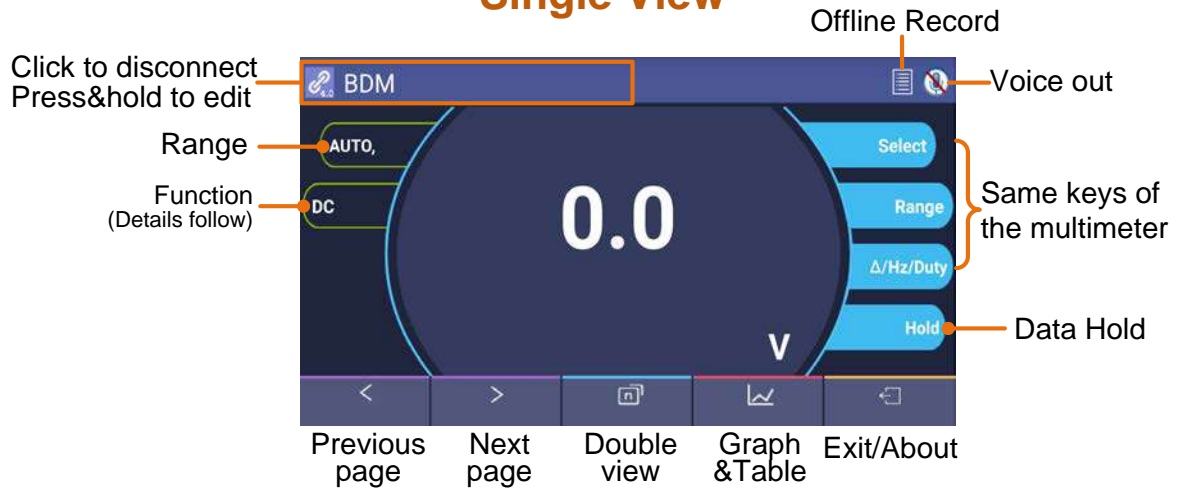 Single View
Offline Record
Click to disconnect
Press&hold to edit
4.0
BDM
Voice out
Range
AUTO,
Select
Function
(Details follow)
DC
0.0
Range
Same keys of
the multimeter
Δ/Hz/Duty
Hold
Data Hold
V
<
>
n
Previous
page
Next
page
Double
view
Graph
&Table
Exit/About